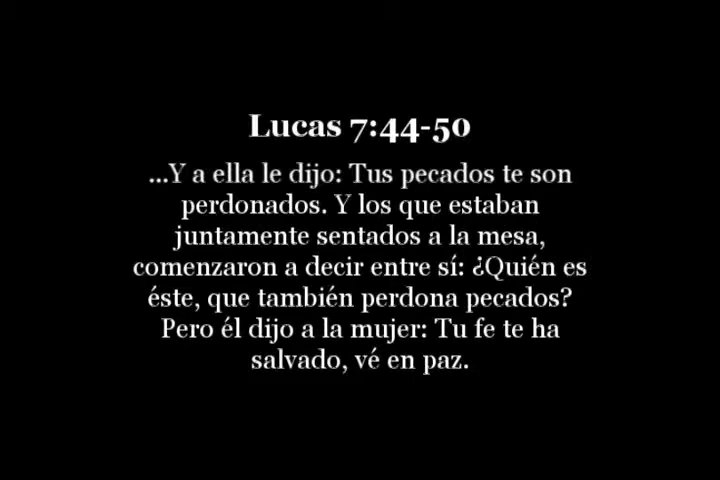 Lucas 7:44-50
...Y a ella le dijo: Tus pecados te son
perdonados. Y los que estaban
juntamente sentados a la mesa,
comenzaron a decir entre sí: ¿Quién es
éste, que también perdona pecados?
Pero él dijo a la mujer: Tu fe te ha
salvado, vé en paz.